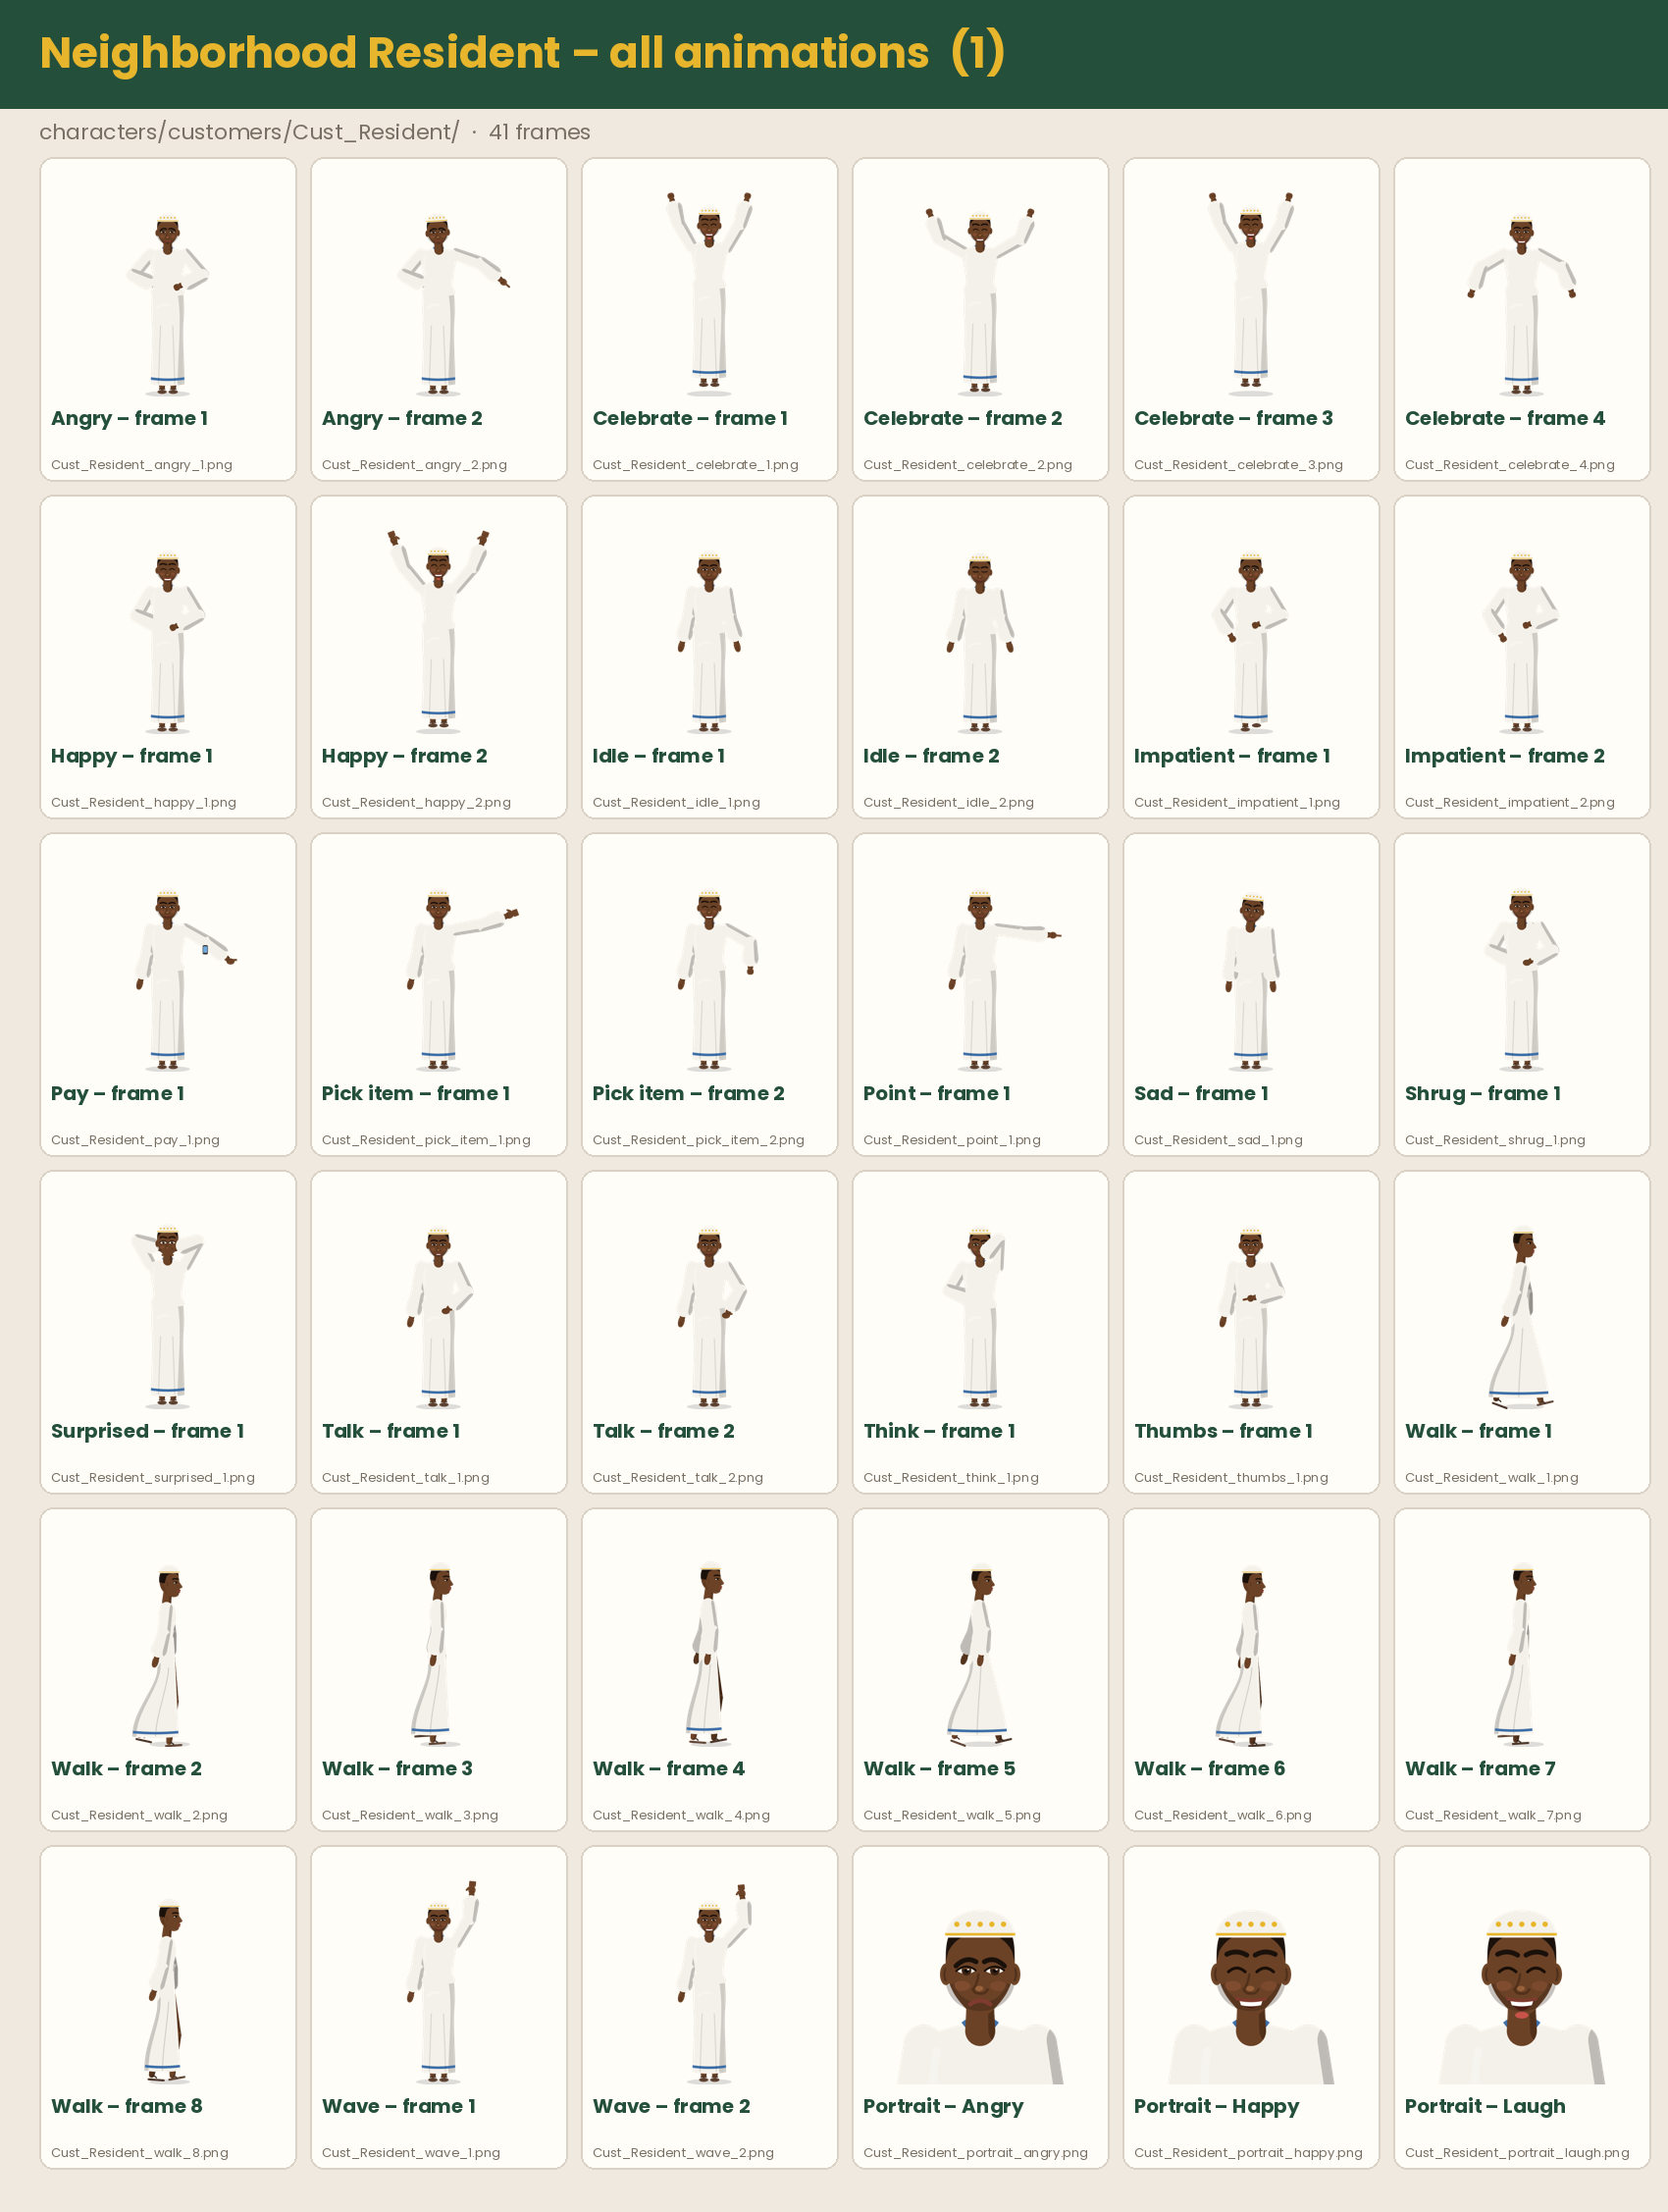 Neighborhood Resident – all animations (1)
characters/customers/Cust_Resident/ · 41 frames
Angry – frame 1
Cust_Resident_angry_1.png
Angry – frame 2
Cust_Resident_angry_2.png
Celebrate – frame 1
Cust_Resident_celebrate_1.png
Celebrate – frame 2
Cust_Resident_celebrate_2.png
Celebrate – frame 3
Cust_Resident_celebrate_3.png
Celebrate – frame 4
Cust_Resident_celebrate_4.png
Happy – frame 1
Cust_Resident_happy_1.png
Happy – frame 2
Cust_Resident_happy_2.png
Idle – frame 1
Cust_Resident_idle_1.png
Idle – frame 2
Cust_Resident_idle_2.png
Impatient – frame 1
Cust_Resident_impatient_1.png
Impatient – frame 2
Cust_Resident_impatient_2.png
Pay – frame 1
Cust_Resident_pay_1.png
Pick item – frame 1
Cust_Resident_pick_item_1.png
Pick item – frame 2
Cust_Resident_pick_item_2.png
Point – frame 1
Cust_Resident_point_1.png
Sad – frame 1
Cust_Resident_sad_1.png
Shrug – frame 1
Cust_Resident_shrug_1.png
Surprised – frame 1
Cust_Resident_surprised_1.png
Talk – frame 1
Cust_Resident_talk_1.png
Talk – frame 2
Cust_Resident_talk_2.png
Think – frame 1
Cust_Resident_think_1.png
Thumbs – frame 1
Cust_Resident_thumbs_1.png
Walk – frame 1
Cust_Resident_walk_1.png
Walk – frame 2
Cust_Resident_walk_2.png
Walk – frame 3
Cust_Resident_walk_3.png
Walk – frame 4
Cust_Resident_walk_4.png
Walk – frame 5
Cust_Resident_walk_5.png
Walk – frame 6
Cust_Resident_walk_6.png
Walk – frame 7
Cust_Resident_walk_7.png
Walk – frame 8
Cust_Resident_walk_8.png
Wave – frame 1
Cust_Resident_wave_1.png
Wave – frame 2
Cust_Resident_wave_2.png
Portrait – Angry
Cust_Resident_portrait_angry.png
Portrait – Happy
Cust_Resident_portrait_happy.png
Portrait – Laugh
Cust_Resident_portrait_laugh.png